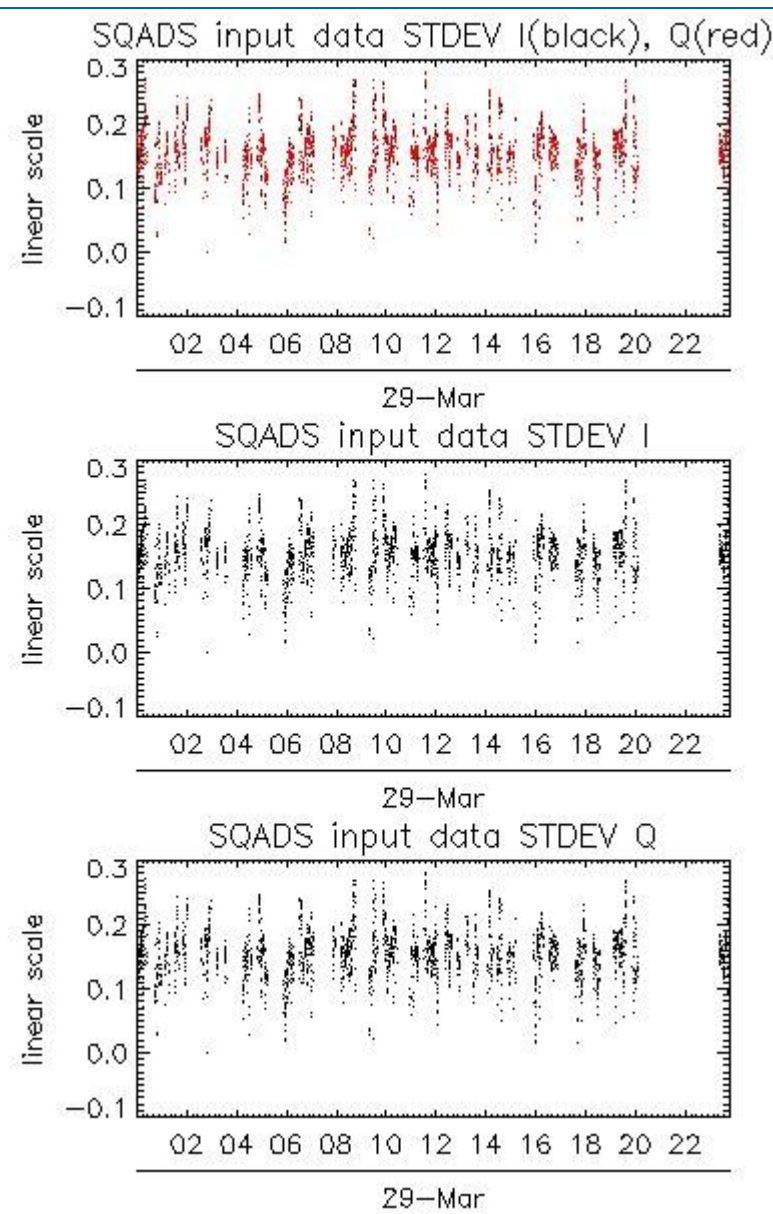 SQADS input data STDEV I(black), Q(red)
linear scale
0.3
0.2
0.1
0.0
-0.1
02 04 06 08 10 12 14 16 18 20 22
29-Mar
SQADS input data STDEV I
linear scale
0.3
0.2
0.1
0.0
-0.1
02 04 06 08 10 12 14 16 18 20 22
29-Mar
SQADS input data STDEV Q
linear scale
0.3
0.2
0.1
0.0
-0.1
02 04 06 08 10 12 14 16 18 20 22
29-Mar